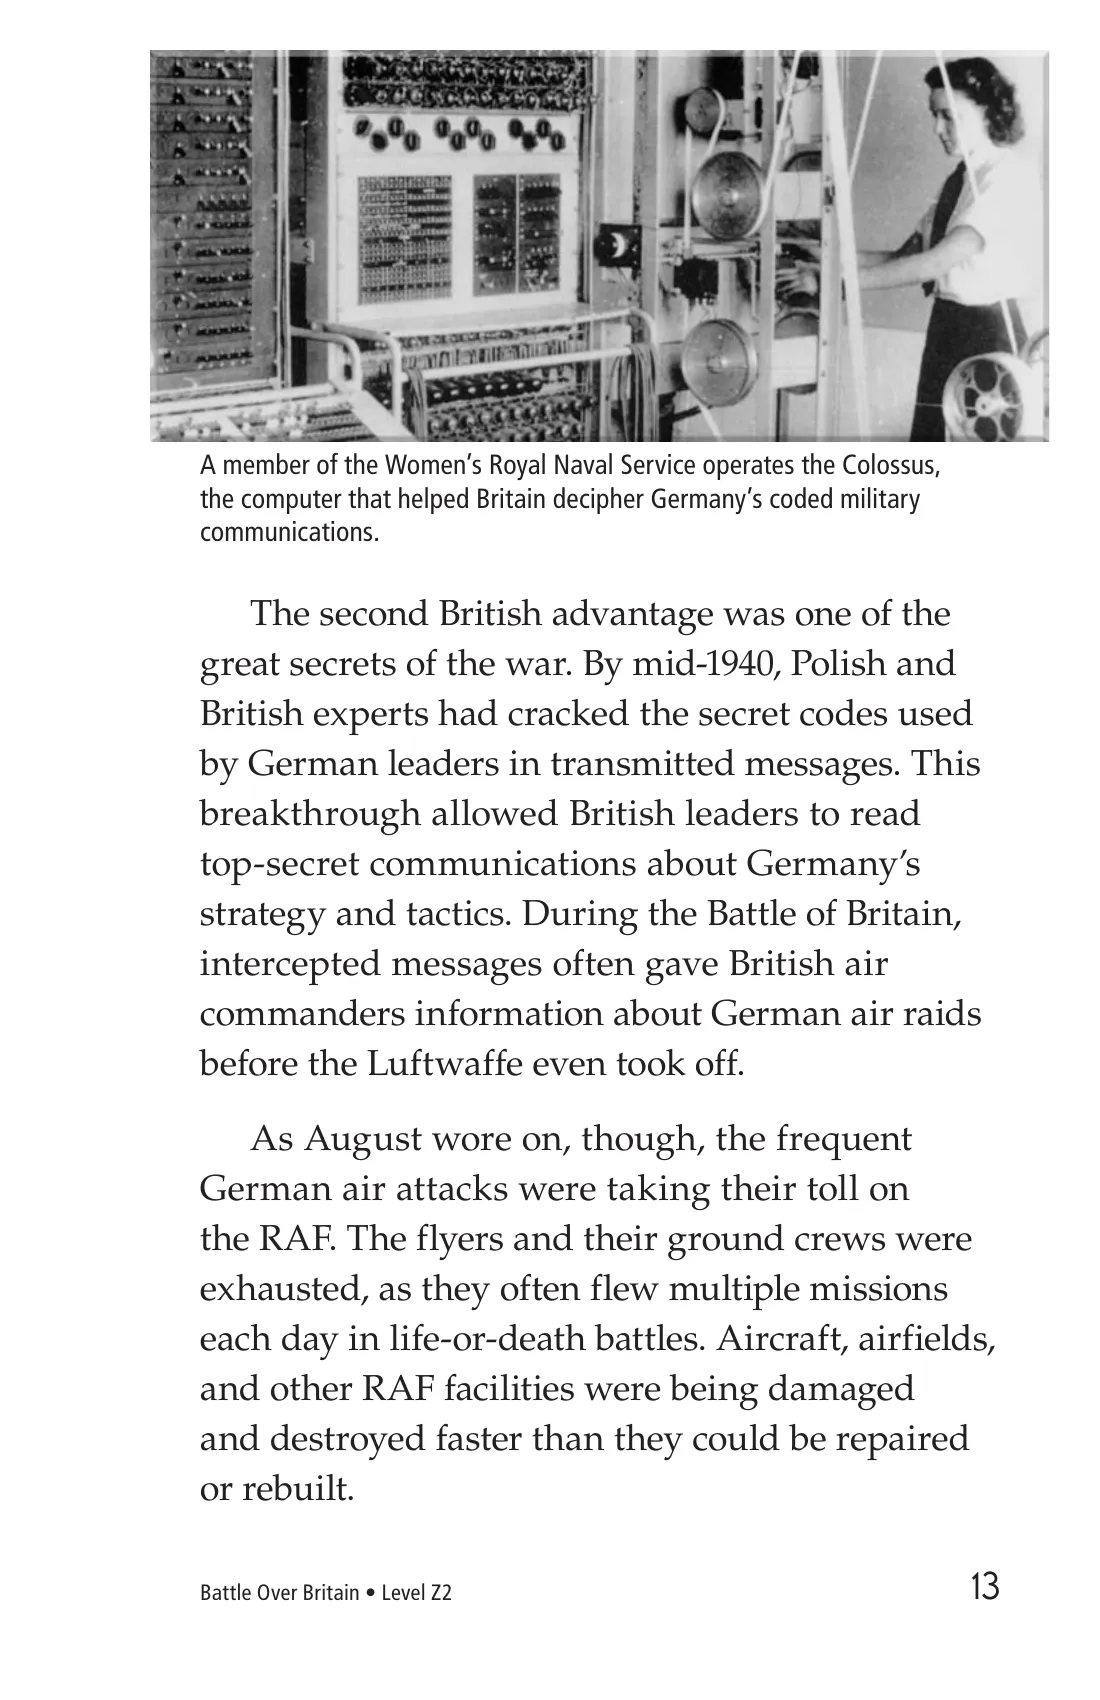 A member of the Women’s Royal Naval Service operates the Colossus,
the computer that helped Britain decipher Germany’s coded military
communications.
The second British advantage was one of the
great secrets of the war. By mid-1940, Polish and
British experts had cracked the secret codes used
by German leaders in transmitted messages. This
breakthrough allowed British leaders to read
top-secret communications about Germany’s
strategy and tactics. During the Battle of Britain,
intercepted messages often gave British air
commanders information about German air raids
before the Luftwaffe even took off.
As August wore on, though, the frequent
German air attacks were taking their toll on
the RAF. The flyers and their ground crews were
exhausted, as they often flew multiple missions
each day in life-or-death battles. Aircraft, airfields,
and other RAF facilities were being damaged
and destroyed faster than they could be repaired
or rebuilt.
Battle Over Britain • Level Z2
13